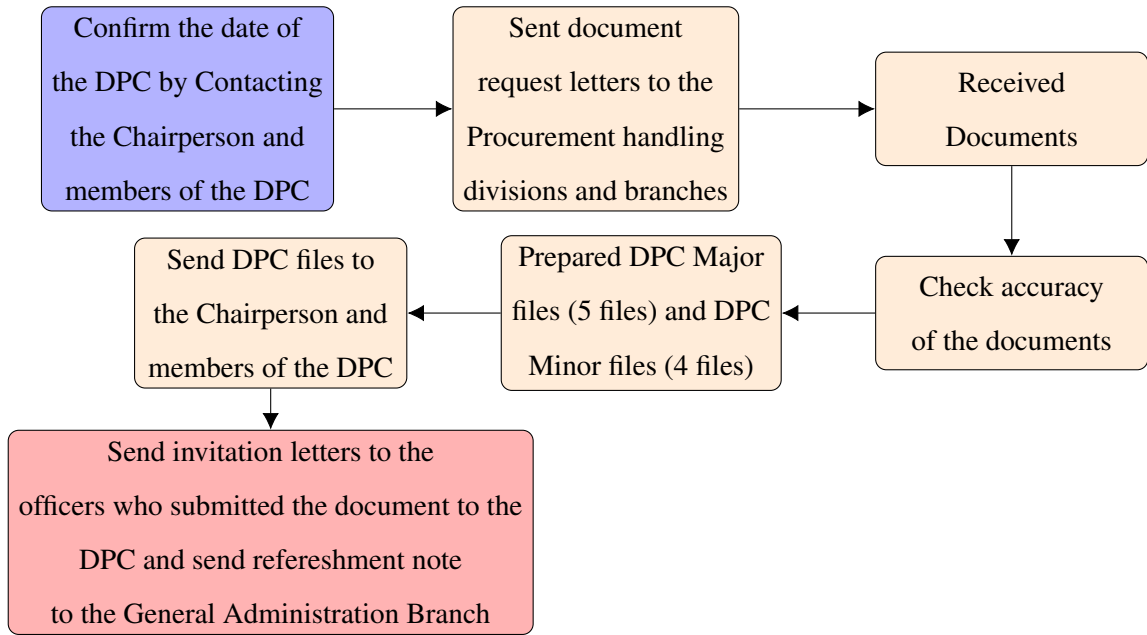 Confirm the date of
the DPC by Contacting
the Chairperson and
members of the DPC
Sent document
request letters to the
Procurement handling
divisions and branches
Received
Documents
Check accuracy
of the documents
Prepared DPC Major
files (5 files) and DPC
Minor files (4 files)
Send DPC files to
the Chairperson and
members of the DPC
Send invitation letters to the
officers who submitted the document to the
DPC and send refereshment note
to the General Administration Branch